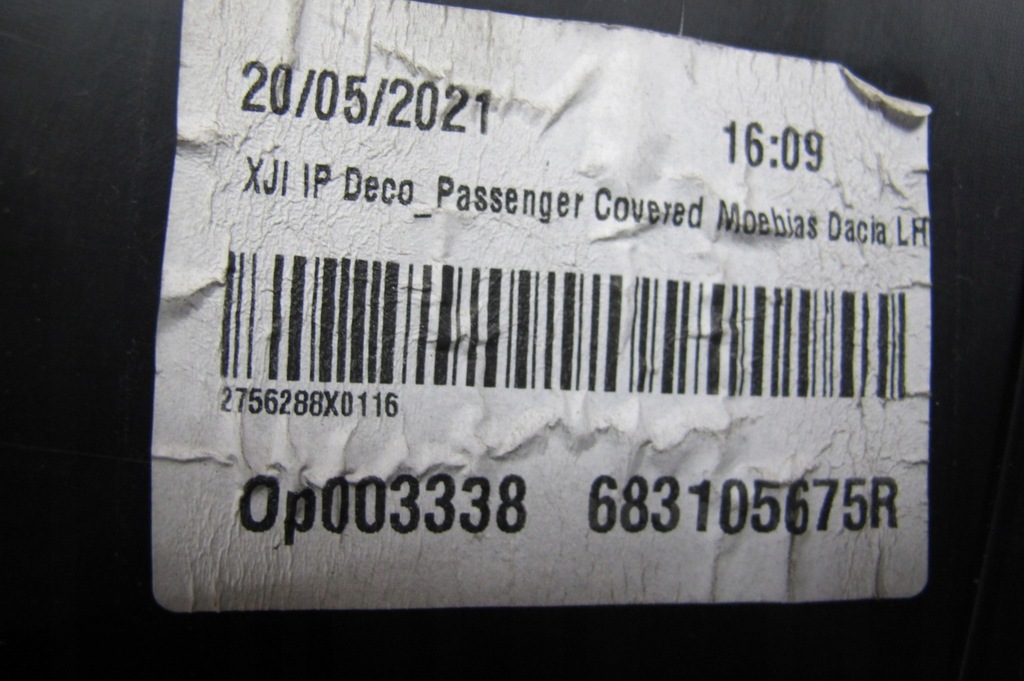 20/05/2021 16:09
XJI IP Deco_Passenger Covered Moebias Dacia LH
2756288X0116
Op003338 683105675R